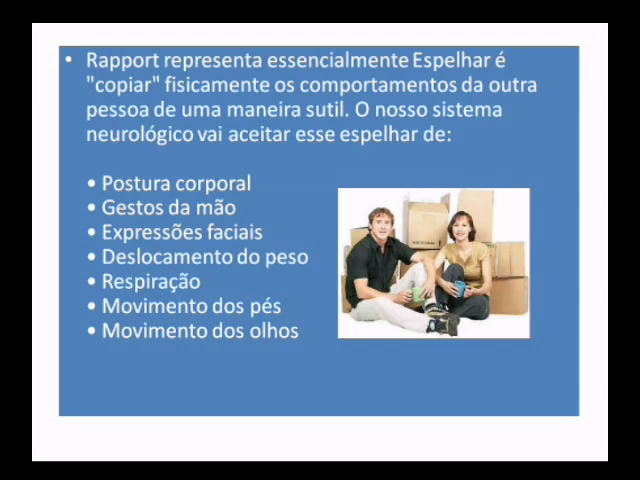 • Rapport representa essencialmente Espelhar é
"copiar" fisicamente os comportamentos da outra
pessoa de uma maneira sutil. O nosso sistema
neurológico vai aceitar esse espelhar de:
• Postura corporal
• Gestos da mão
• Expressões faciais
• Deslocamento do peso
• Respiração
• Movimento dos pés
• Movimento dos olhos